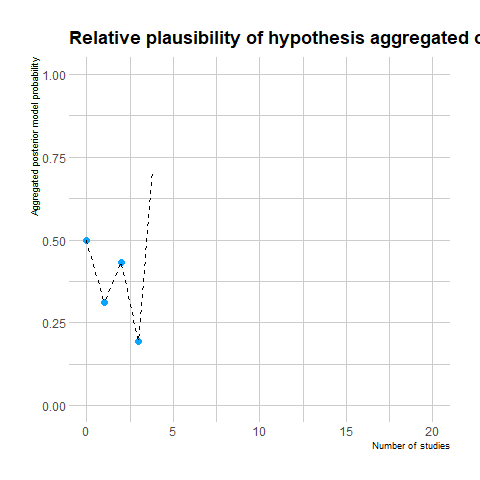 Relative plausibility of hypothesis aggregated
Aggregated posterior model probability
1.00
0.75
0.50
0.25
0.00
0 5 10 15 20
Number of studies